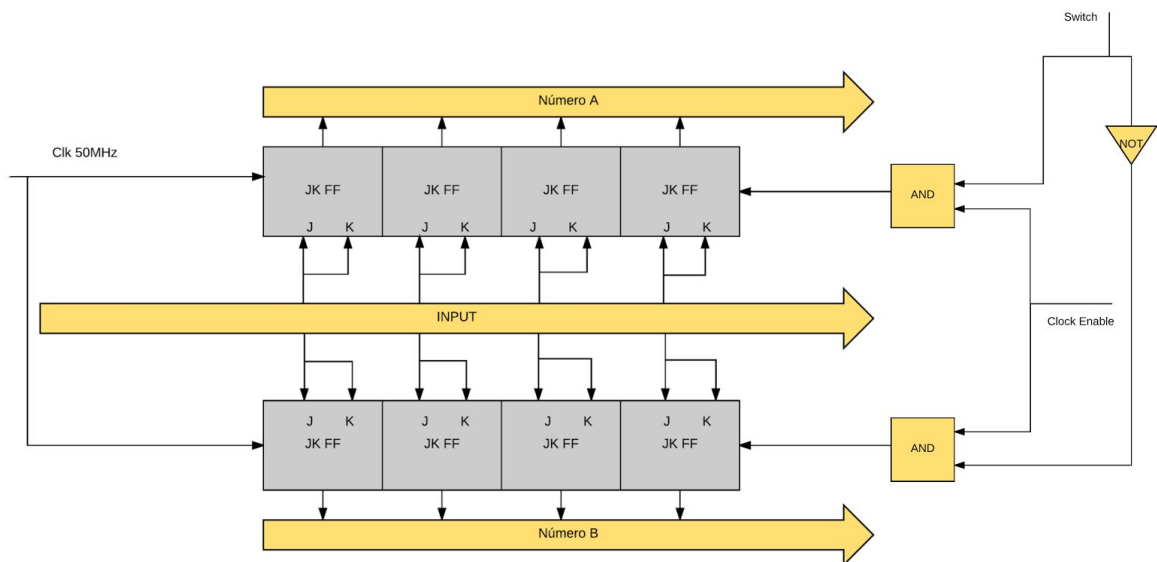 Switch
Número A
NOT
Clk 50MHz
JK FF JK FF JK FF JK FF
AND
J K J K J K J K
INPUT
Clock Enable
J K J K J K J K
JK FF JK FF JK FF JK FF
AND
Número B